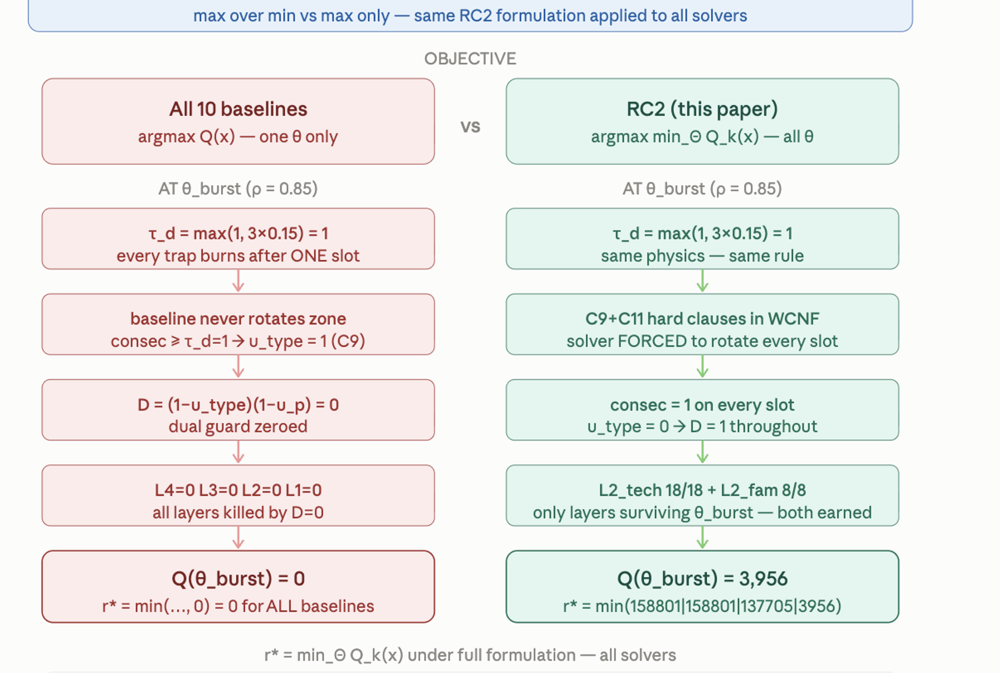 max over min vs max only — same RC2 formulation applied to all solvers
OBJECTIVE
All 10 baselines
argmax Q(x) — one θ only
vs
RC2 (this paper)
argmax min_Θ Q_k(x) — all θ
AT θ_burst (ρ = 0.85)
τ_d = max(1, 3×0.15) = 1
every trap burns after ONE slot
baseline never rotates zone
consec ≥ τ_d=1 → u_type = 1 (C9)
D = (1−u_type)(1−u_p) = 0
dual guard zeroed
L4=0 L3=0 L2=0 L1=0
all layers killed by D=0
Q(θ_burst) = 0
r* = min(..., 0) = 0 for ALL baselines
AT θ_burst (ρ = 0.85)
τ_d = max(1, 3×0.15) = 1
same physics — same rule
C9+C11 hard clauses in WCNF
solver FORCED to rotate every slot
consec = 1 on every slot
u_type = 0 → D = 1 throughout
L2_tech 18/18 + L2_fam 8/8
only layers surviving θ_burst — both earned
Q(θ_burst) = 3,956
r* = min(158801|158801|137705|3956)
r* = min_Θ Q_k(x) under full formulation — all solvers